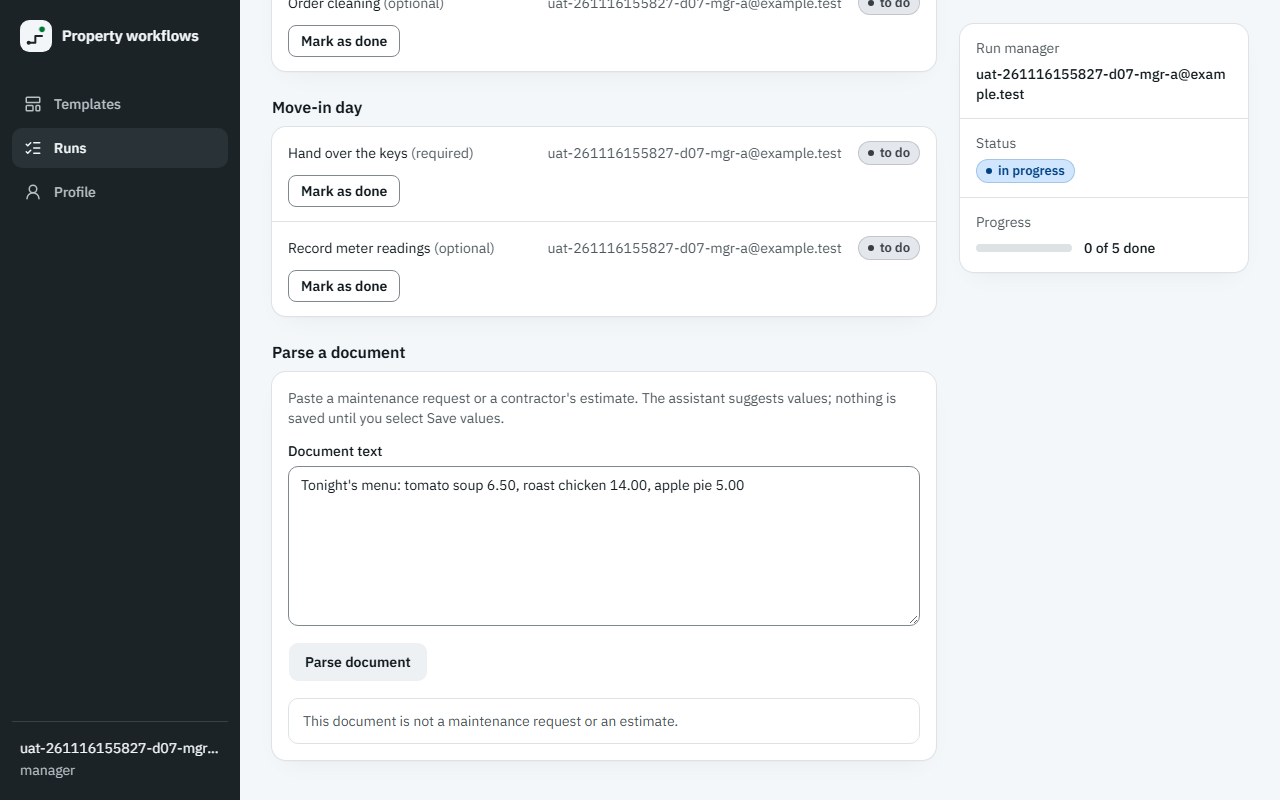 Property workflows
Templates
Runs
Profile
uat-261116155827-d07-mgr...
manager
Order cleaning (optional)
uat-261116155827-d07-mgr-a@example.test
to do
Mark as done
Move-in day
Hand over the keys (required)
uat-261116155827-d07-mgr-a@example.test
to do
Mark as done
Record meter readings (optional)
uat-261116155827-d07-mgr-a@example.test
to do
Mark as done
Parse a document
Paste a maintenance request or a contractor's estimate. The assistant suggests values; nothing is
saved until you select Save values.
Document text
Tonight's menu: tomato soup 6.50, roast chicken 14.00, apple pie 5.00
Parse document
This document is not a maintenance request or an estimate.
Run manager
uat-261116155827-d07-mgr-a@exam
ple.test
Status
in progress
Progress
0 of 5 done